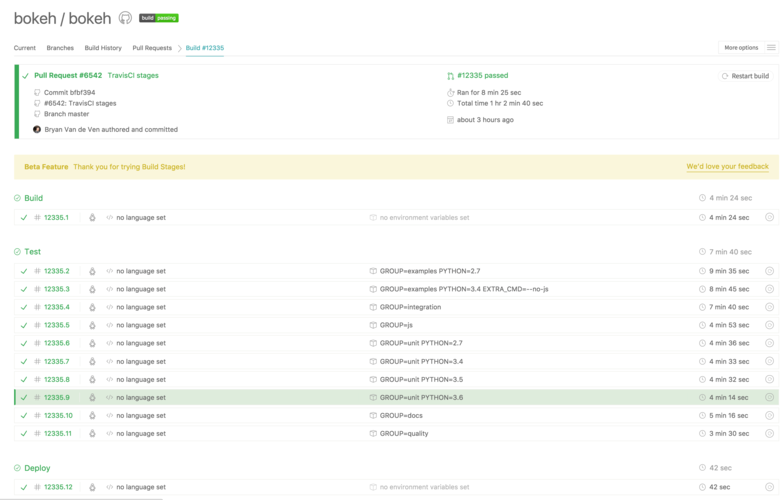 bokeh / bokeh build passing
Current Branches Build History Pull Requests Build #12335 More options
Pull Request #6542 TravisCI stages #12335 passed Restart build
Commit bfbf394 Ran for 8 min 25 sec
#6542: TravisCI stages Total time 1 hr 2 min 40 sec
Branch master about 3 hours ago
Bryan Van de Ven authored and committed
Beta Feature Thank you for trying Build Stages! We'd love your feedback
Build 4 min 24 sec
# 12335.1 </> no language set no environment variables set 4 min 24 sec
Test 7 min 40 sec
# 12335.2 </> no language set GROUP=examples PYTHON=2.7 9 min 35 sec
# 12335.3 </> no language set GROUP=examples PYTHON=3.4 EXTRA_CMD=--no-js 8 min 45 sec
# 12335.4 </> no language set GROUP=integration 7 min 40 sec
# 12335.5 </> no language set GROUP=js 4 min 53 sec
# 12335.6 </> no language set GROUP=unit PYTHON=2.7 4 min 36 sec
# 12335.7 </> no language set GROUP=unit PYTHON=3.4 4 min 33 sec
# 12335.8 </> no language set GROUP=unit PYTHON=3.5 4 min 32 sec
# 12335.9 </> no language set GROUP=unit PYTHON=3.6 4 min 14 sec
# 12335.10 </> no language set GROUP=docs 5 min 16 sec
# 12335.11 </> no language set GROUP=quality 3 min 30 sec
Deploy 42 sec
# 12335.12 </> no language set no environment variables set 42 sec